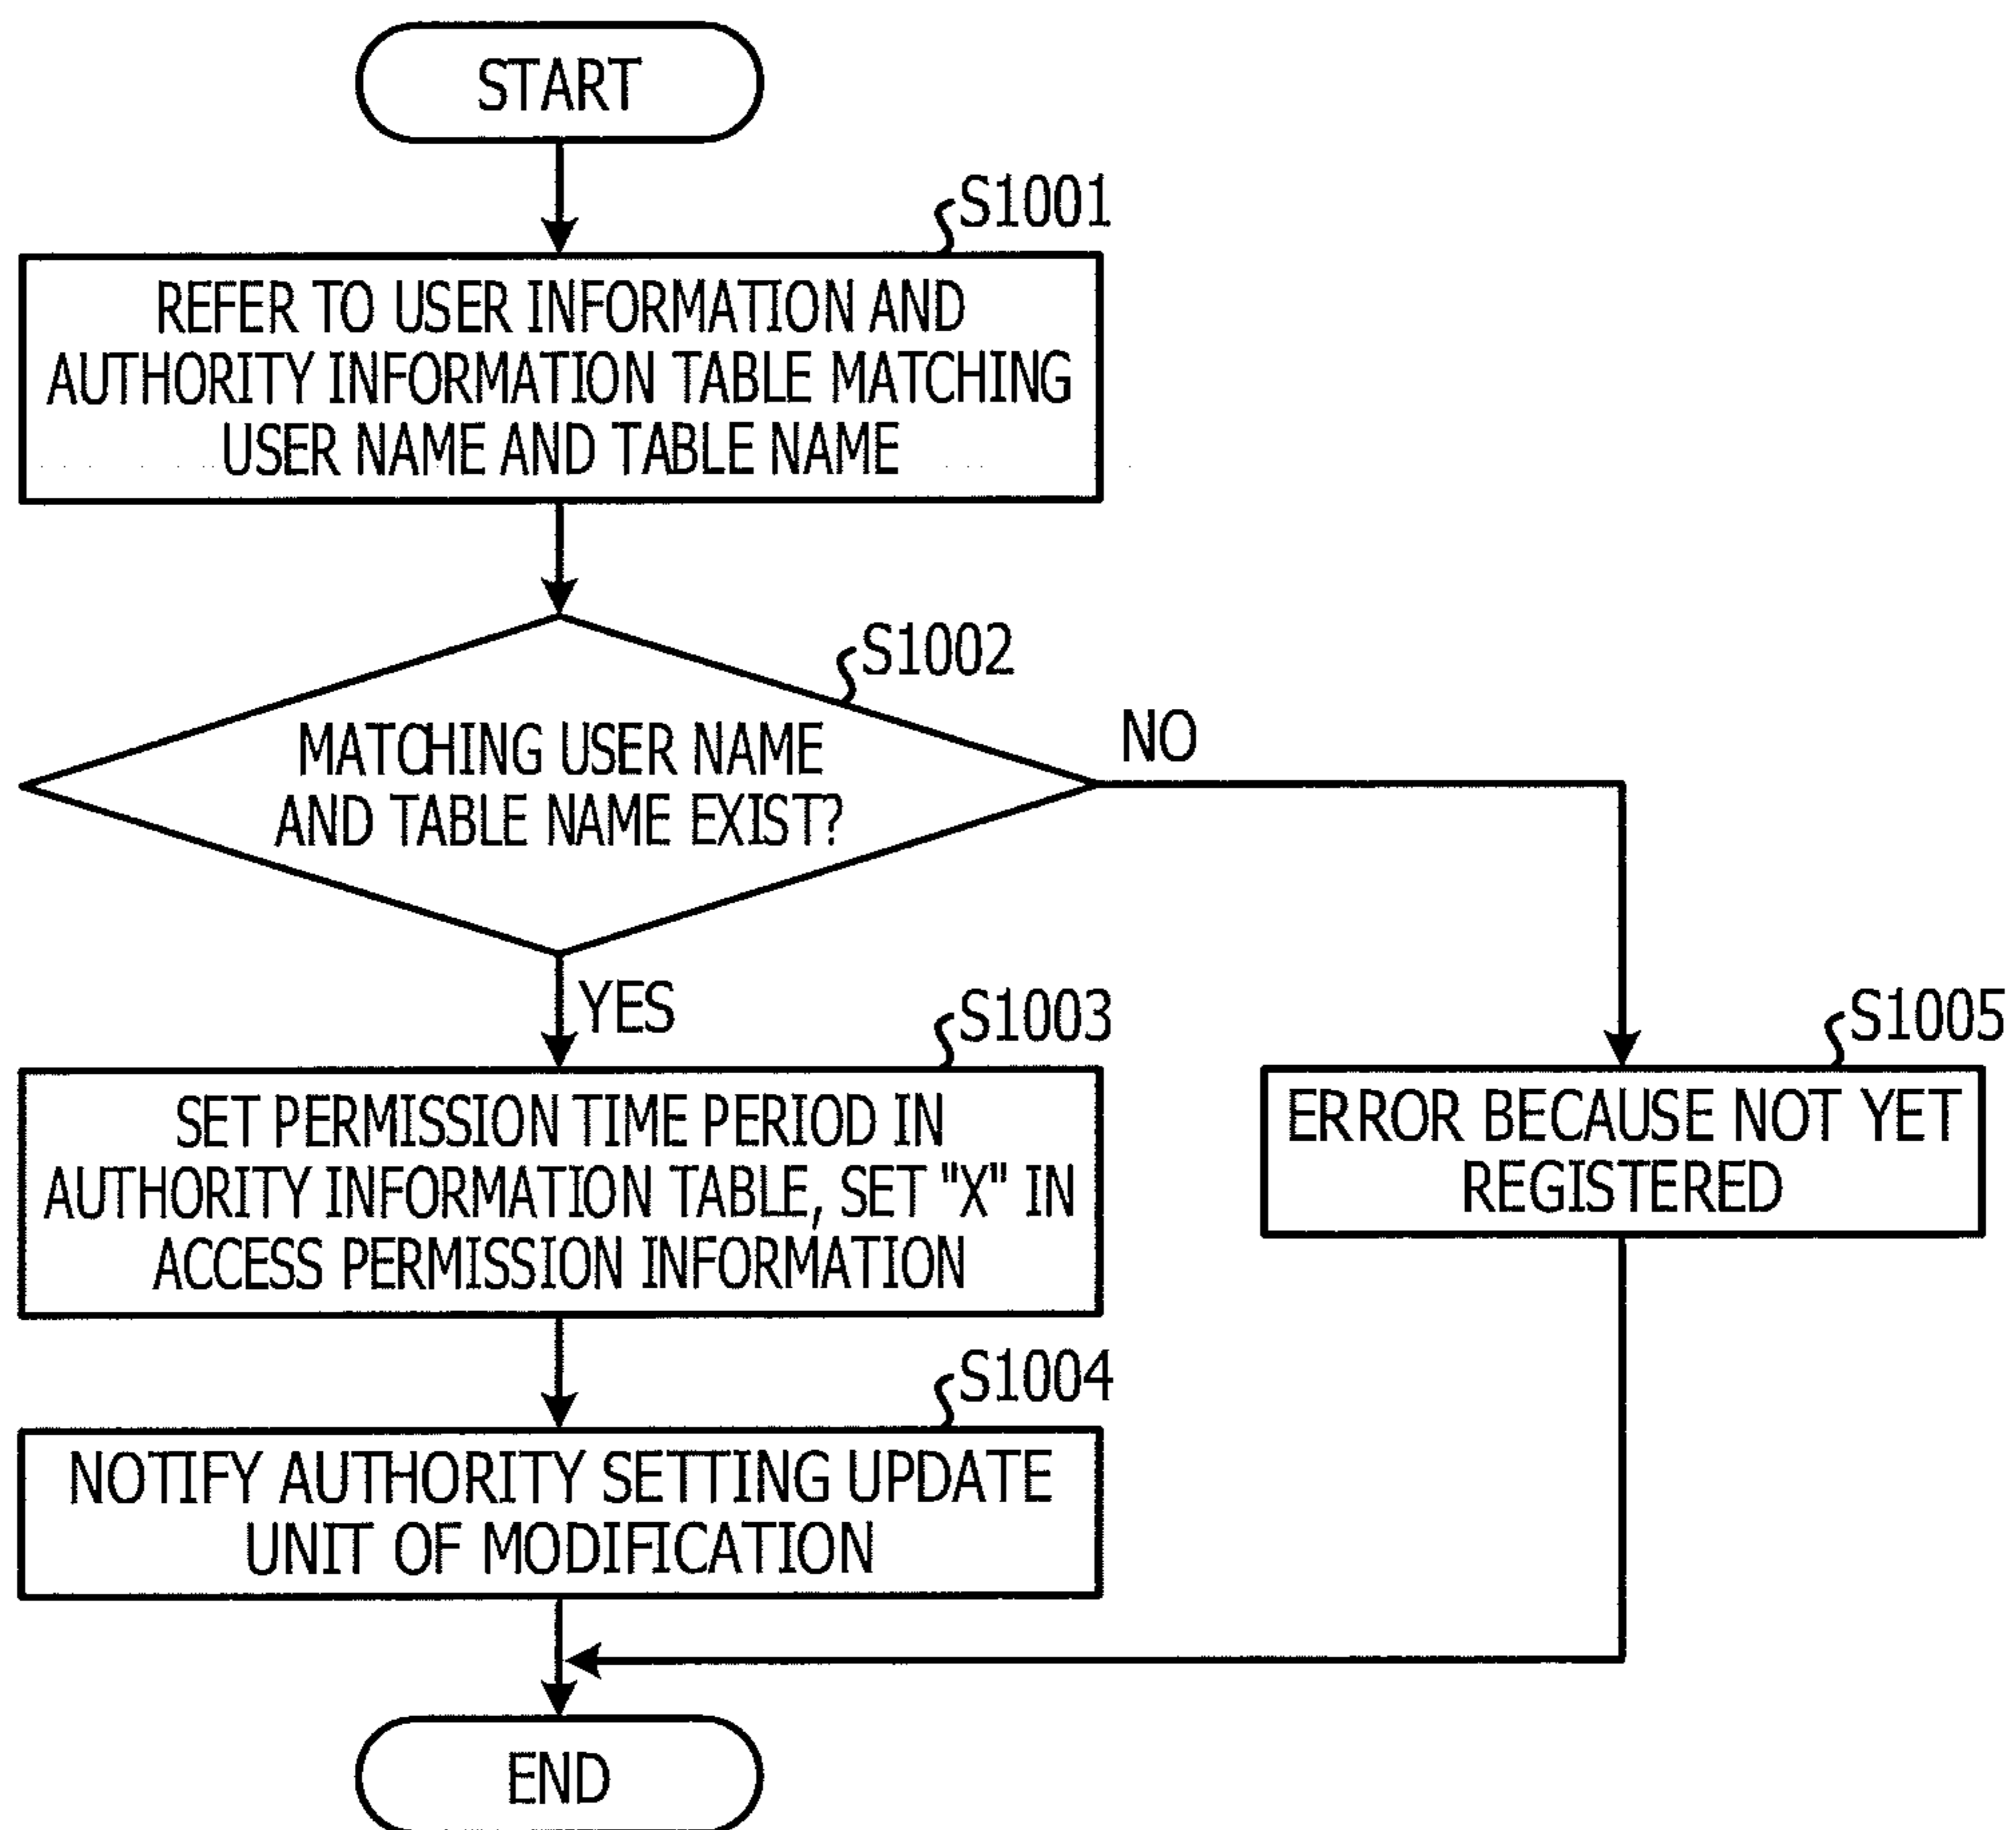 START
S1001
REFER TO USER INFORMATION AND
AUTHORITY INFORMATION TABLE MATCHING
USER NAME AND TABLE NAME
S1002
MATCHING USER NAME
AND TABLE NAME EXIST?
NO
YES
S1003
SET PERMISSION TIME PERIOD IN
AUTHORITY INFORMATION TABLE, SET "X" IN
ACCESS PERMISSION INFORMATION
S1005
ERROR BECAUSE NOT YET
REGISTERED
S1004
NOTIFY AUTHORITY SETTING UPDATE
UNIT OF MODIFICATION
END